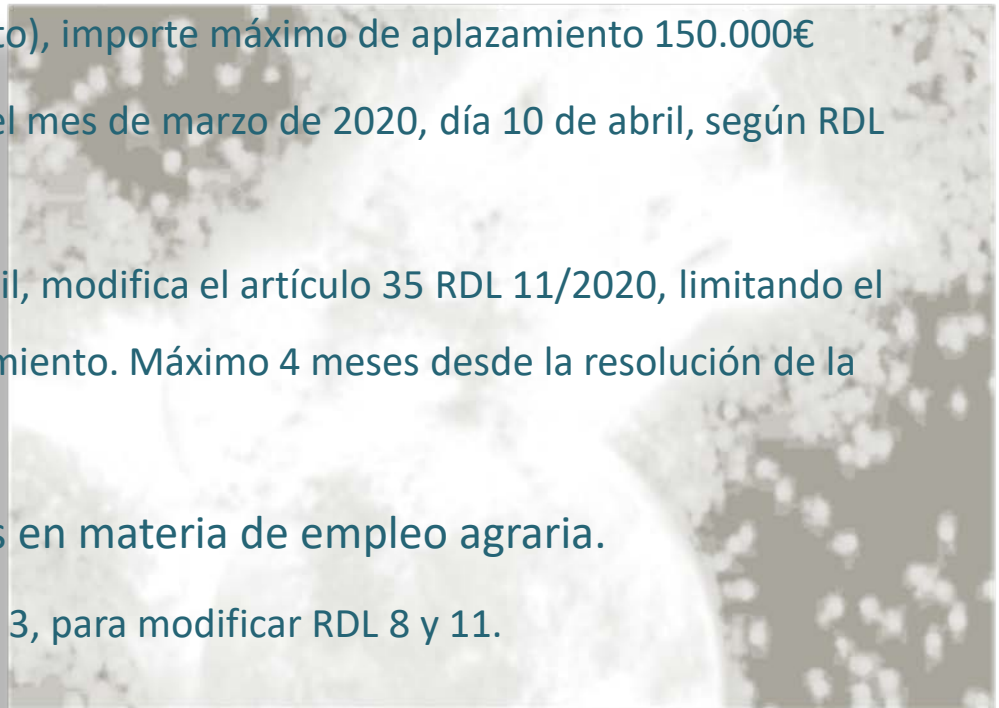 to), importe máximo de aplazamiento 150.000€
el mes de marzo de 2020, día 10 de abril, según RDL
il, modifica el artículo 35 RDL 11/2020, limitando el
miento. Máximo 4 meses desde la resolución de la
s en materia de empleo agraria.
3, para modificar RDL 8 y 11.